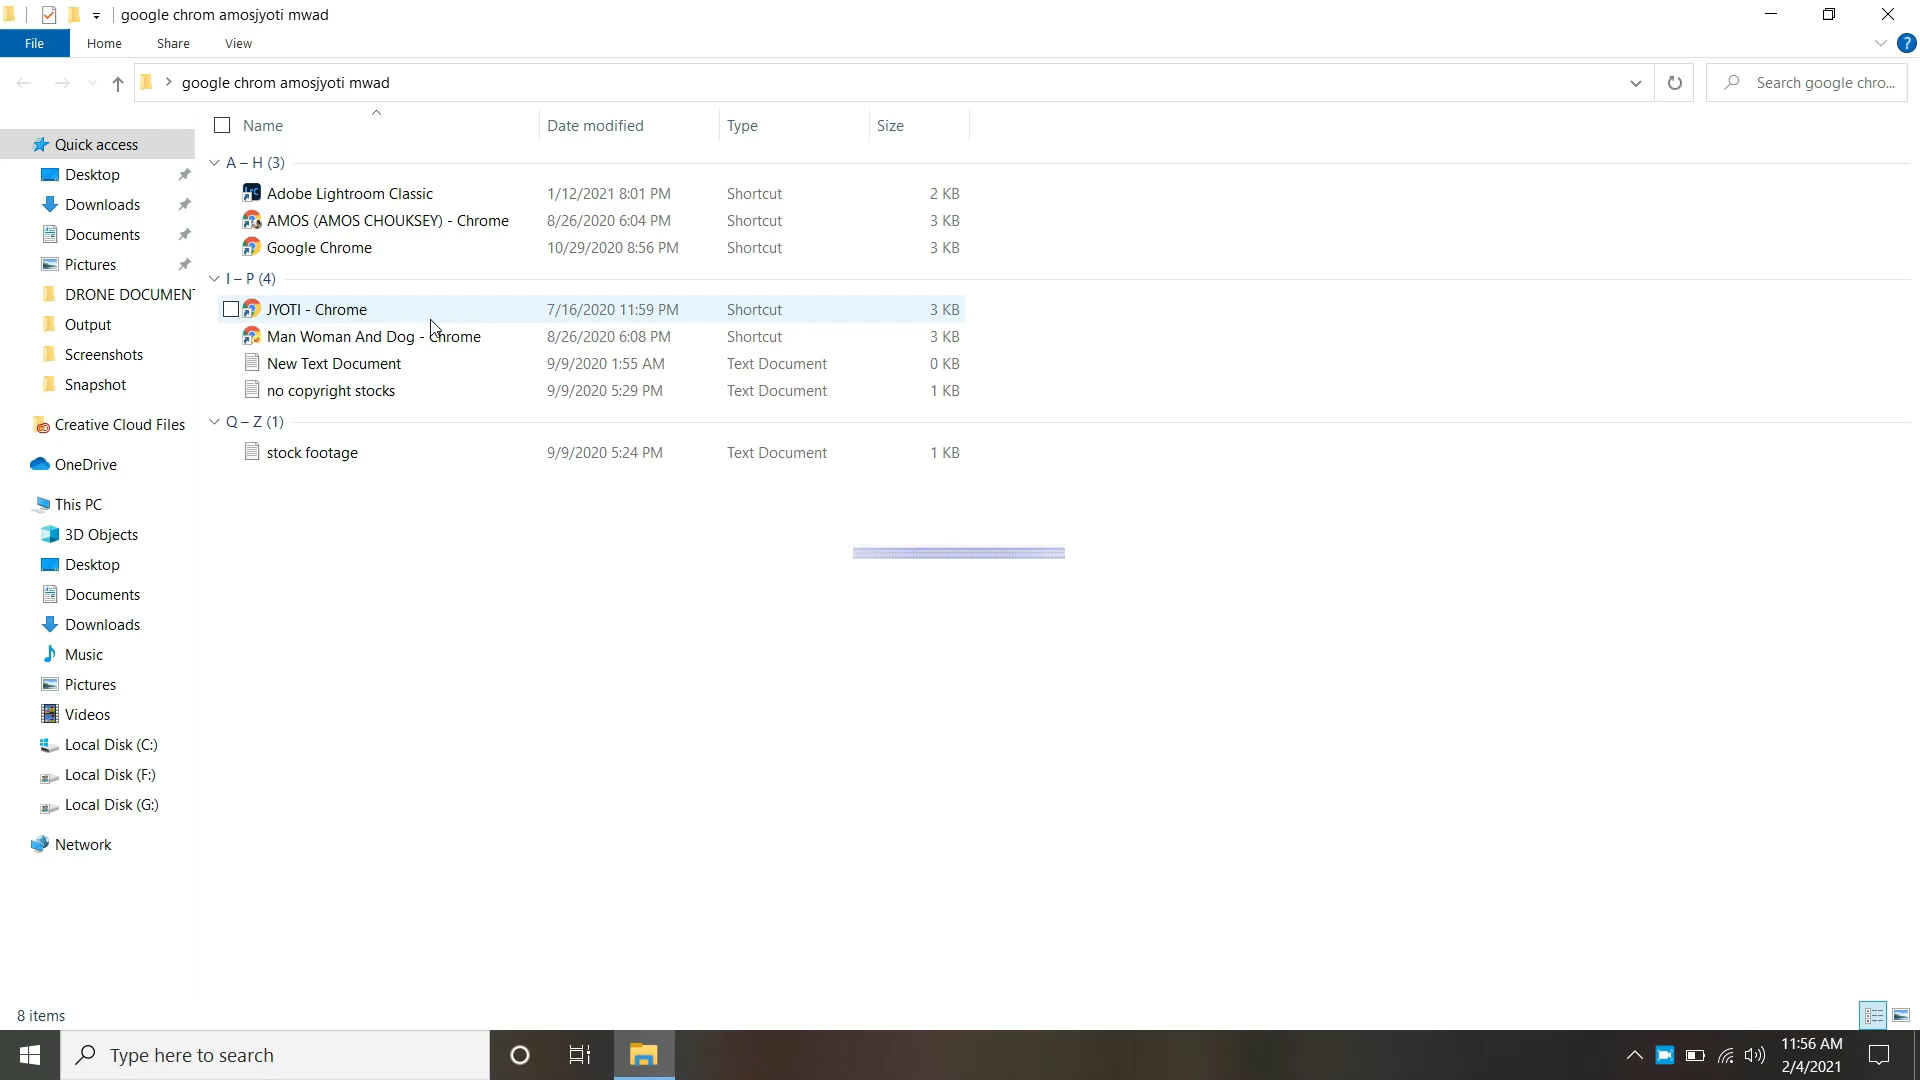 google chrom amosjyoti mwad
File Home Share View
google chrom amosjyoti mwad
Search google chro...
Name Date modified Type Size
Quick access
Desktop
Downloads
Documents
Pictures
DRONE DOCUMEN
Output
Screenshots
Snapshot
Creative Cloud Files
OneDrive
This PC
3D Objects
Desktop
Documents
Downloads
Music
Pictures
Videos
Local Disk (C:)
Local Disk (F:)
Local Disk (G:)
Network
A – H (3)
Adobe Lightroom Classic 1/12/2021 8:01 PM Shortcut 2 KB
AMOS (AMOS CHOUKSEY) - Chrome 8/26/2020 6:04 PM Shortcut 3 KB
Google Chrome 10/29/2020 8:56 PM Shortcut 3 KB
I – P (4)
JYOTI - Chrome 7/16/2020 11:59 PM Shortcut 3 KB
Man Woman And Dog - Chrome 8/26/2020 6:08 PM Shortcut 3 KB
New Text Document 9/9/2020 1:55 AM Text Document 0 KB
no copyright stocks 9/9/2020 5:29 PM Text Document 1 KB
Q – Z (1)
stock footage 9/9/2020 5:24 PM Text Document 1 KB
8 items
Type here to search
11:56 AM
2/4/2021